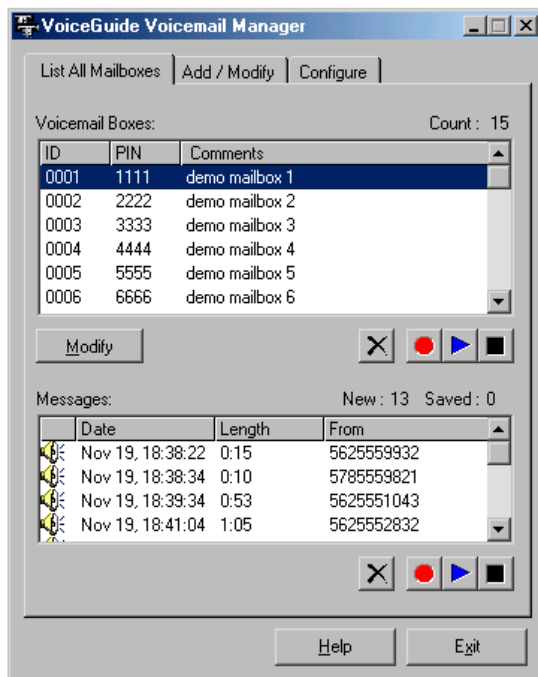 VoiceGuide Voicemail Manager
List All Mailboxes Add / Modify Configure
Voicemail Boxes: Count : 15
ID PIN Comments
0001 1111 demo mailbox 1
0002 2222 demo mailbox 2
0003 3333 demo mailbox 3
0004 4444 demo mailbox 4
0005 5555 demo mailbox 5
0006 6666 demo mailbox 6
Modify
Messages: New : 13 Saved : 0
Date Length From
Nov 19, 18:38:22 0:15 5625559932
Nov 19, 18:38:34 0:10 5785559821
Nov 19, 18:39:34 0:53 5625551043
Nov 19, 18:41:04 1:05 5625552832
Help Exit